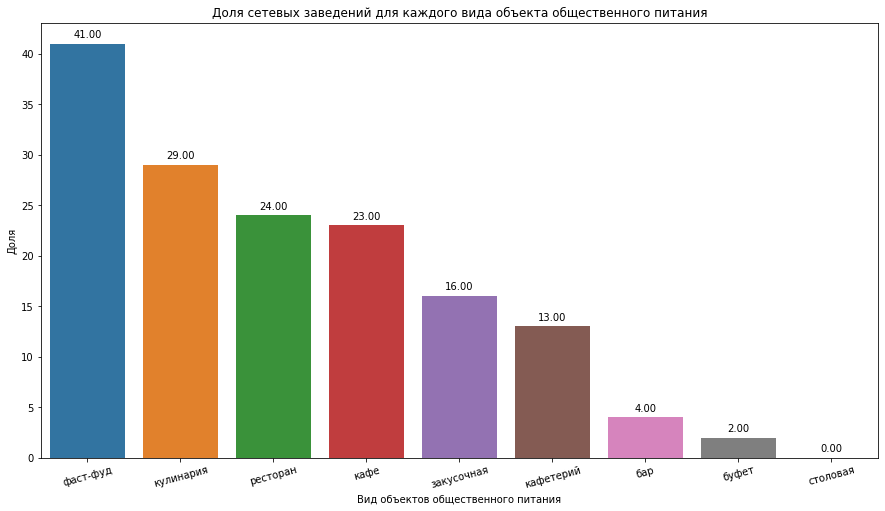 Доля сетевых заведений для каждого вида объекта общественного питания
41.00
29.00
24.00
23.00
16.00
13.00
4.00
2.00
0.00
40
35
30
25
20
15
10
5
0
Доля
фаст-фуд
кулинария
ресторан
кафе
закусочная
кафетерий
бар
буфет
столовая
Вид объектов общественного питания